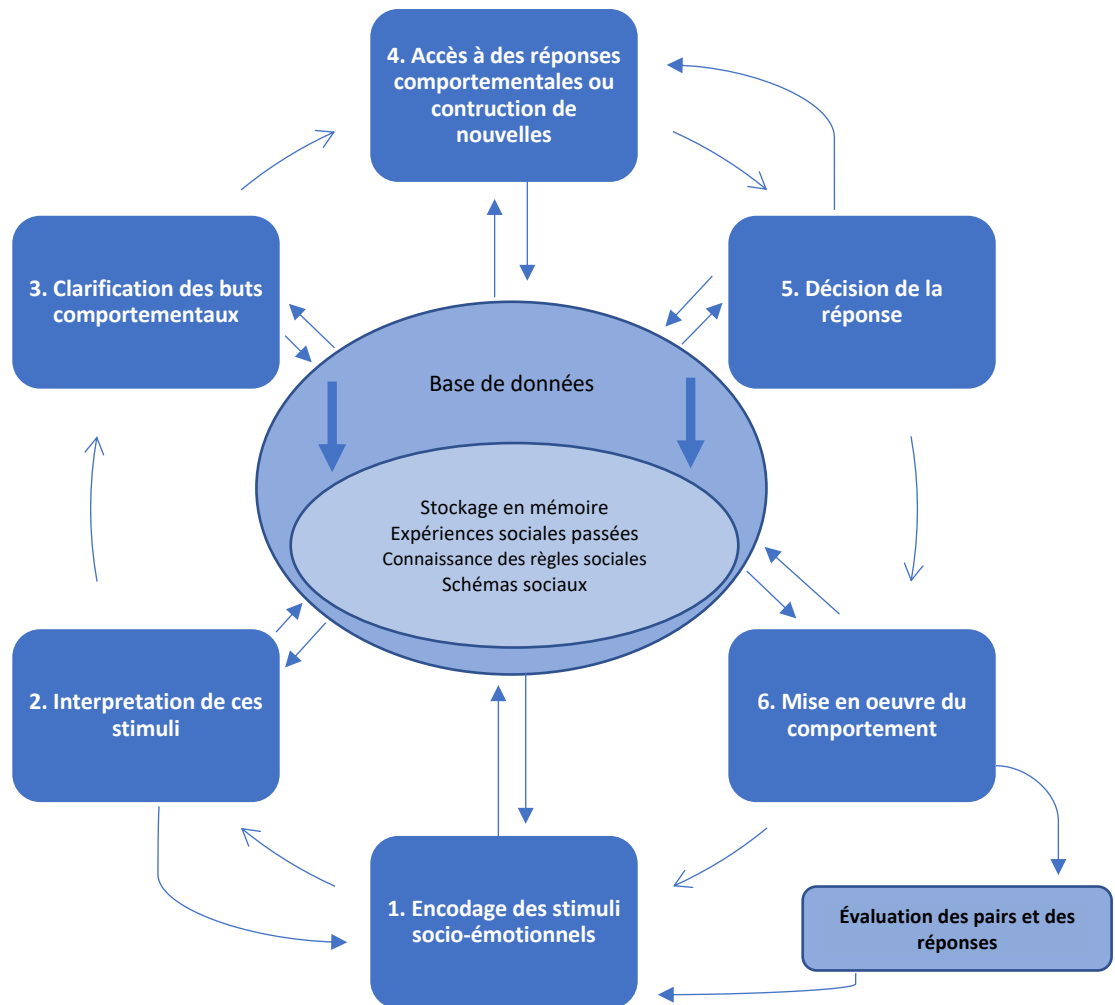 4. Accès à des réponses
comportementales ou
contruction de
nouvelles
3. Clarification des buts
comportementaux
5. Décision de la
réponse
Base de données
Stockage en mémoire
Expériences sociales passées
Connaissance des règles sociales
Schémas sociaux
2. Interpretation de ces
stimuli
6. Mise en oeuvre du
comportement
1. Encodage des stimuli
socio-émotionnels
Évaluation des pairs et des
réponses